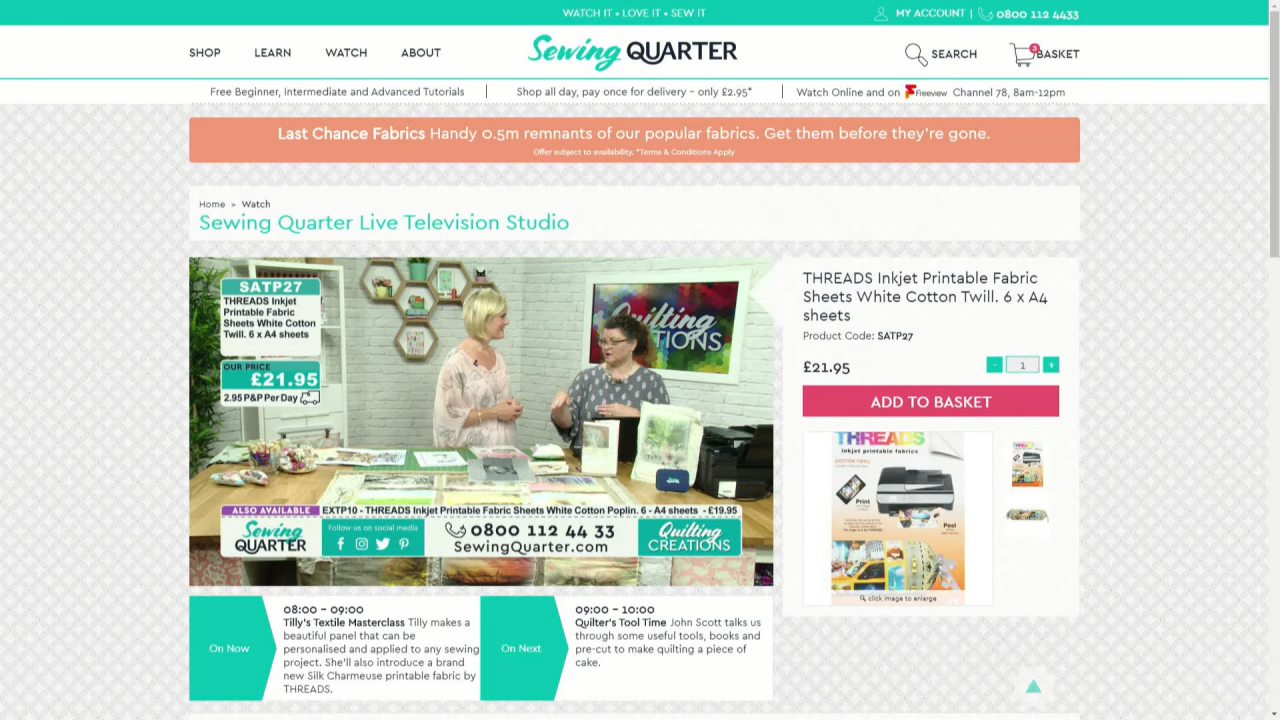 WATCH IT • LOVE IT • SEW IT
MY ACCOUNT | 0800 112 4433
SHOP LEARN WATCH ABOUT
Sewing QUARTER
SEARCH
3
BASKET
Free Beginner, Intermediate and Advanced Tutorials
Shop all day, pay once for delivery - only £2.95*
Watch Online and on Freeview Channel 78, 8am-12pm
Last Chance Fabrics Handy 0.5m remnants of our popular fabrics. Get them before they're gone.
Offer subject to availability. *Terms & Conditions Apply
Home > Watch
Sewing Quarter Live Television Studio
SATP27
THREADS Inkjet
Printable Fabric
Sheets White Cotton
Twill. 6 x A4 sheets
OUR PRICE
£21.95
2.95 P&P Per Day
Quilting
CREATIONS
ALSO AVAILABLE EXTP10 - THREADS Inkjet Printable Fabric Sheets White Cotton Poplin. 6 - A4 sheets - £19.95
Sewing
QUARTER
Follow us on social media
0800 112 44 33
SewingQuarter.com
Quilting
CREATIONS
THREADS Inkjet Printable Fabric
Sheets White Cotton Twill. 6 x A4
sheets
Product Code: SATP27
£21.95
- 1 +
ADD TO BASKET
THREADS
inkjet printable fabrics
COTTON TWILL
Print
Peel
click image to enlarge
On Now
08:00 - 09:00
Tilly's Textile Masterclass Tilly makes a
beautiful panel that can be
personalised and applied to any sewing
project. She'll also introduce a brand
new Silk Charmeuse printable fabric by
THREADS.
On Next
09:00 - 10:00
Quilter's Tool Time John Scott talks us
through some useful tools, books and
pre-cut to make quilting a piece of
cake.